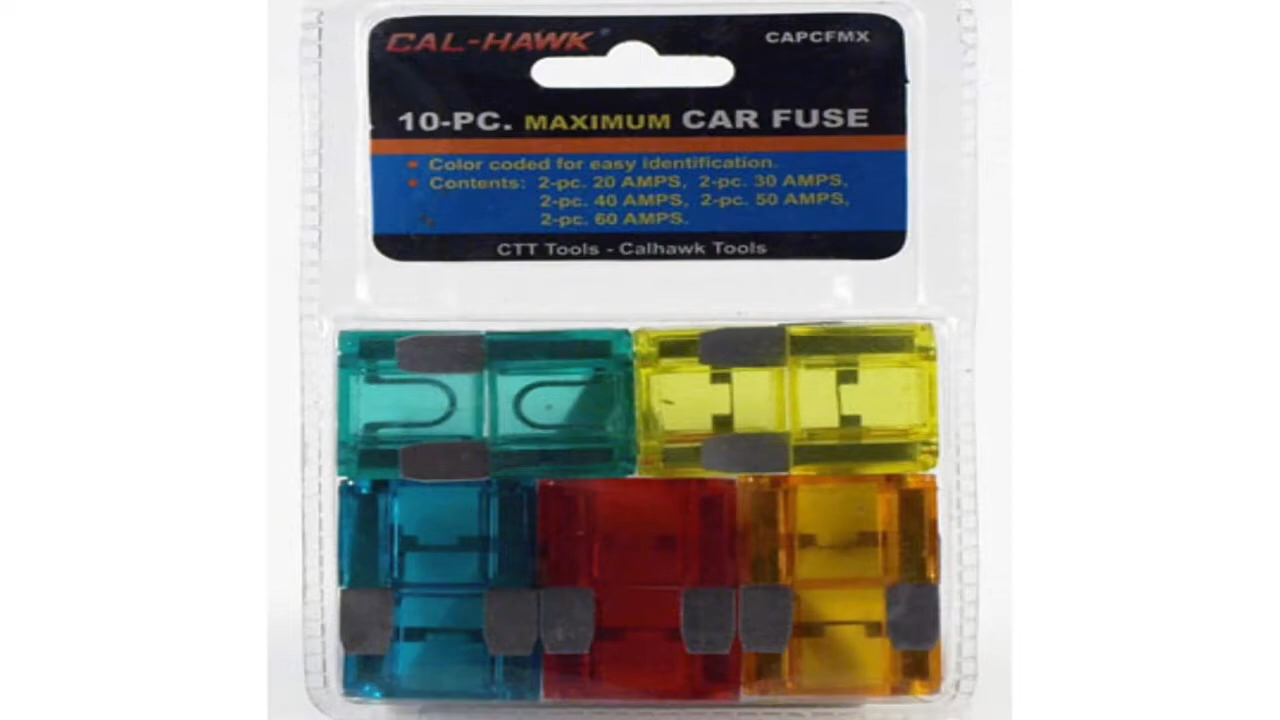 CAL-HAWK
CAPCFMX
10-PC. MAXIMUM CAR FUSE
Color coded for easy identification.
Contents: 2-pc. 20 AMPS, 2-pc. 30 AMPS,
2-pc. 40 AMPS, 2-pc. 50 AMPS,
2-pc. 60 AMPS.
CTT Tools - Calhawk Tools